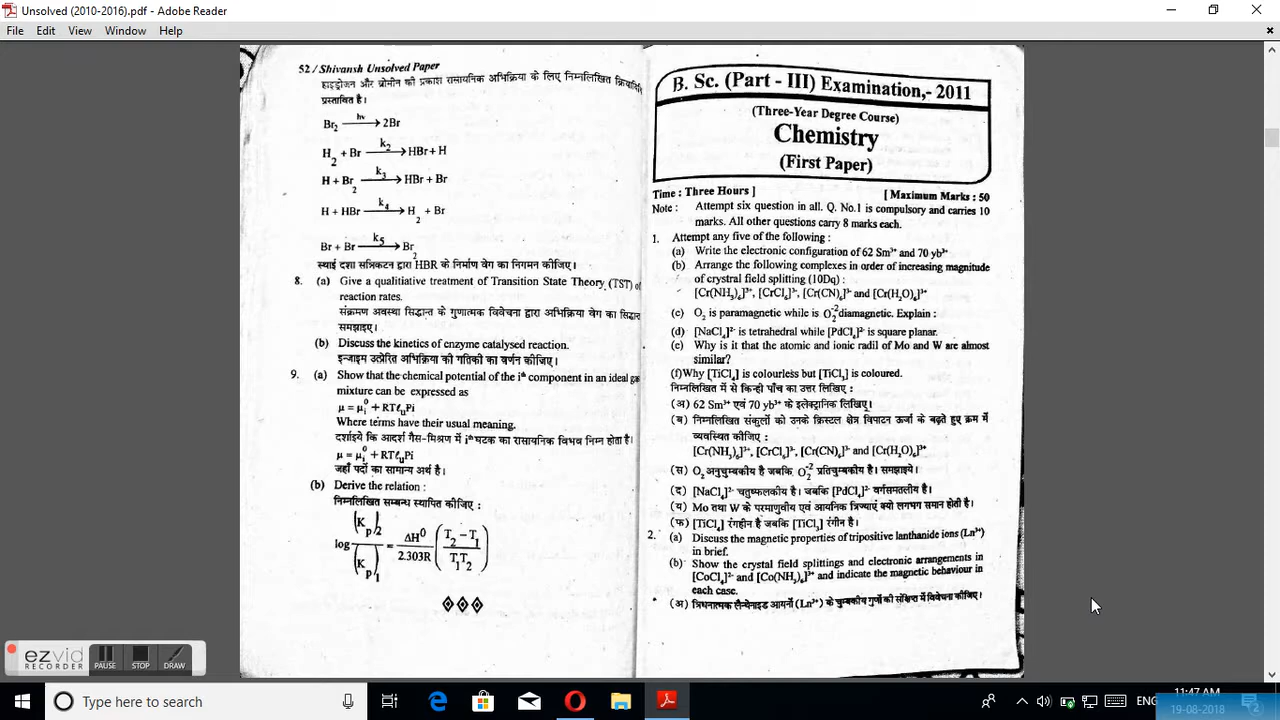 Unsolved (2010-2016).pdf - Adobe Reader
File Edit View Window Help
52 / Shivansh Unsolved Paper
हाइड्रोजन और ब्रोमीन की प्रकाश रासायनिक अभिक्रिया के लिए निम्नलिखित
प्रस्तावित है।
Br₂ —hν→ 2Br
H₂ + Br —k₂→ HBr + H
H + Br₂ —k₃→ HBr + Br
H + HBr —k₄→ H₂ + Br
Br + Br —k₅→ Br₂
स्थाई दशा सन्निकटन द्वारा HBR के निर्माण वेग का निगमन कीजिए।
8. (a) Give a qualitiative treatment of Transition State Theory (TST) of
reaction rates.
संक्रमण अवस्था सिद्धान्त के गुणात्मक विवेचना द्वारा अभिक्रिया वेग का
समझाइए।
(b) Discuss the kinetics of enzyme catalysed reaction.
इन्जाइम उत्प्रेरित अभिक्रिया की गतिकी का वर्णन कीजिए।
9. (a) Show that the chemical potential of the iᵗʰ component in an ideal gas
mixture can be expressed as
μ = μᵢ⁰ + RTℓᵤPi
Where terms have their usual meaning.
दर्शाइये कि आदर्श गैस-मिश्रण में iᵗʰ घटक का रासायनिक विभव निम्न होता है।
μ = μᵢ⁰ + RTℓᵤPi
जहाँ पदों का सामान्य अर्थ है।
(b) Derive the relation :
निम्नलिखित सम्बन्ध स्थापित कीजिए :
log (Kp)₂ / (Kp)₁ = ΔH⁰ / 2.303R (T₂ − T₁ / T₁T₂)
B. Sc. (Part - III) Examination,- 2011
(Three-Year Degree Course)
Chemistry
(First Paper)
Time : Three Hours ] [ Maximum Marks : 50
Note : Attempt six question in all. Q. No.1 is compulsory and carries 10
marks. All other questions carry 8 marks each.
1. Attempt any five of the following :
(a) Write the electronic configuration of 62 Sm³⁺ and 70 yb³⁺
(b) Arrange the following complexes in order of increasing magnitude
of crystral field splitting (10Dq) :
[Cr(NH₃)₆]³⁺, [CrCl₆]³⁻, [Cr(CN)₆]³⁻ and [Cr(H₂O)₆]³⁺
(c) O₂ is paramagnetic while is O₂⁻² diamagnetic. Explain :
(d) [NaCl₄]²⁻ is tetrahedral while [PdCl₄]²⁻ is square planar.
(e) Why is it that the atomic and ionic radil of Mo and W are almost
similar?
(f) Why [TiCl₄] is colourless but [TiCl₃] is coloured.
निम्नलिखित में से किन्ही पाँच का उत्तर लिखिए :
(अ) 62 Sm³⁺ एवं 70 yb³⁺ के इलेक्ट्रानिक लिखिए।
(ब) निम्नलिखित संकुलों को उनके क्रिस्टल क्षेत्र विपाटन ऊर्जा के बढ़ते हुए क्रम में
व्यवस्थित कीजिए :
[Cr(NH₃)₆]³⁺, [CrCl₆]³⁻, [Cr(CN)₆]³⁻ and [Cr(H₂O)₆]³⁺
(स) O₂ अनुचुम्बकीय है जबकि O₂⁻² प्रतिचुम्बकीय है। समझाइये।
(द) [NaCl₄]²⁻ चतुष्फलकीय है। जबकि [PdCl₄]²⁻ वर्गसमतलीय है।
(य) Mo तथा W के परमाणुवीय एवं आयनिक त्रिज्याएं क्यो लगभग समान होती है।
(फ) [TiCl₄] रंगहीन है जबकि [TiCl₃] रंगीन है।
2. (a) Discuss the magnetic properties of tripositive lanthanide ions (Ln³⁺)
in brief.
(b) Show the crystal field splittings and electronic arrangements in
[CoCl₄]²⁻ and [Co(NH₃)₆]³⁺ and indicate the magnetic behaviour in
each case.
(अ) त्रिधनात्मक लैन्थेनाइड आयनों (Ln³⁺) के चुम्बकीय गुणों की संक्षिप्त में विवेचना कीजिए।
ezvid
RECORDER
PAUSE STOP DRAW
Type here to search
ENG
11:47 AM
19-08-2018
2